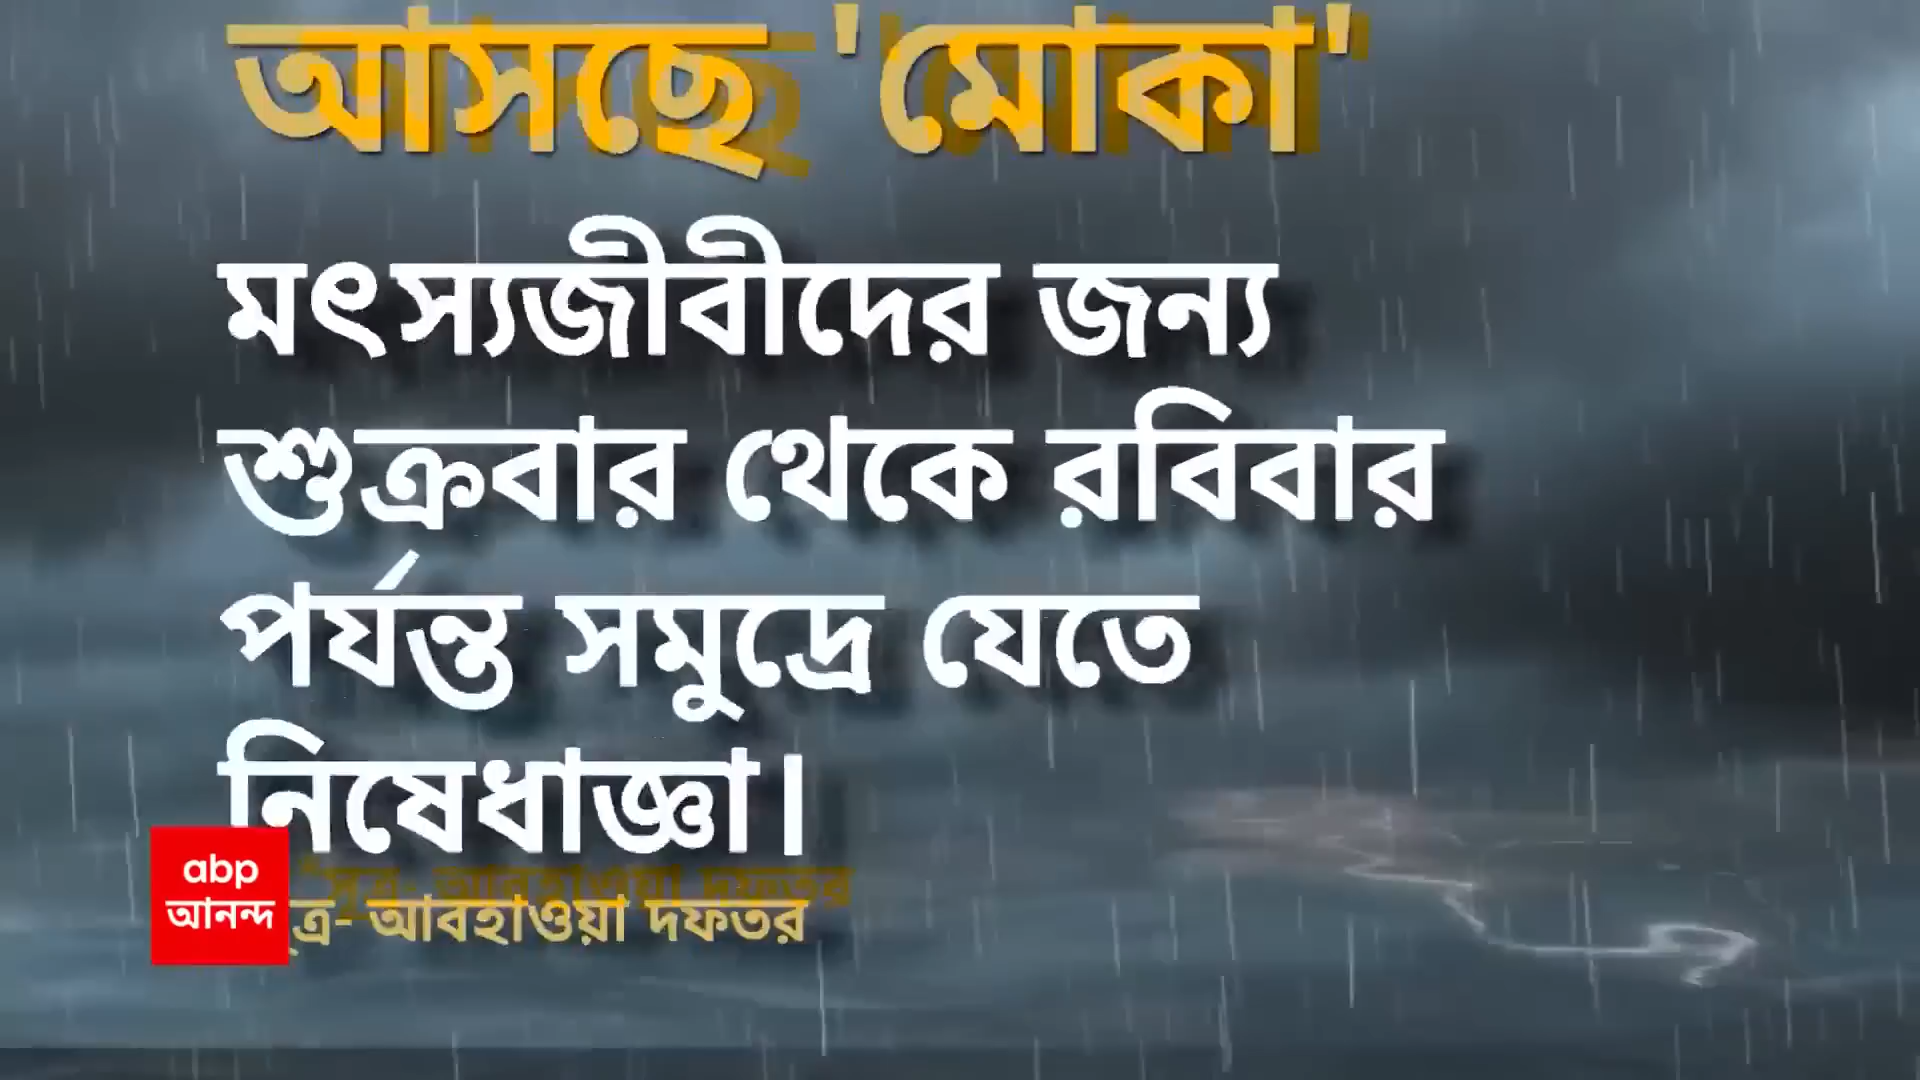 আসছে 'মোকা'
মৎস্যজীবীদের জন্য
শুক্রবার থেকে রবিবার
পর্যন্ত সমুদ্রে যেতে
নিষেধাজ্ঞা।
abp
আনন্দ
সূত্র- আবহাওয়া দফতর